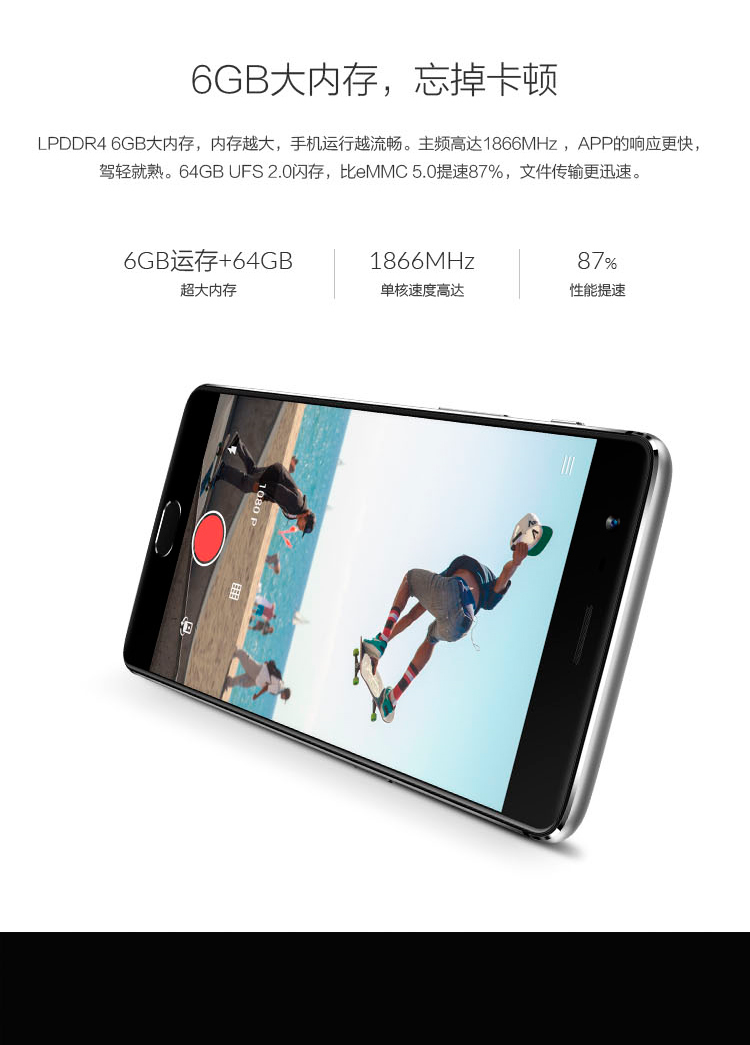 6GB大内存，忘掉卡顿
LPDDR4 6GB大内存，内存越大，手机运行越流畅。主频高达1866MHz ，APP的响应更快，
驾轻就熟。64GB UFS 2.0闪存，比eMMC 5.0提速87%，文件传输更迅速。
6GB运存+64GB
超大内存
1866MHz
单核速度高达
87%
性能提速
1080 P